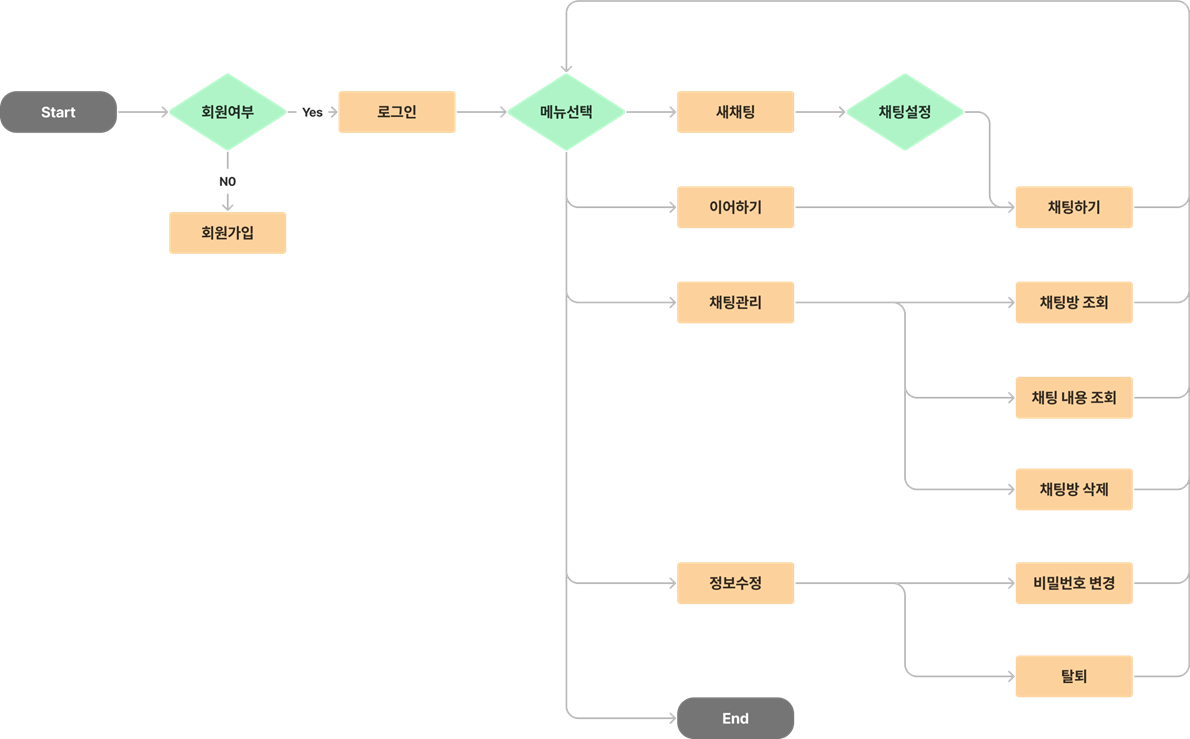 Start
회원여부
Yes
로그인
메뉴선택
새채팅
채팅설정
N0
회원가입
이어하기
채팅하기
채팅관리
채팅방 조회
채팅 내용 조회
채팅방 삭제
정보수정
비밀번호 변경
탈퇴
End